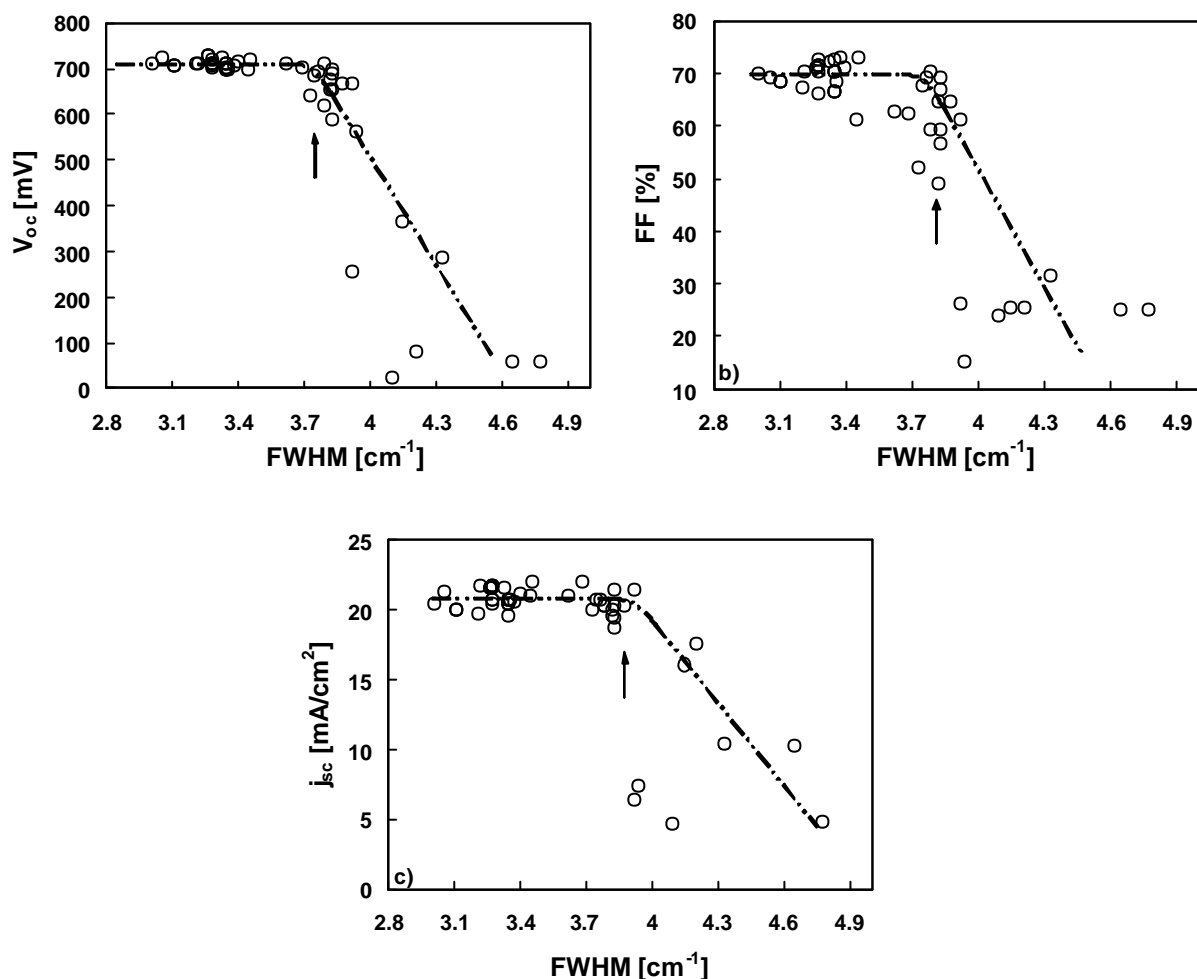 800
700
600
500
400
300
200
100
0
V₀.c [mV]
2.8 3.1 3.4 3.7 4 4.3 4.6 4.9
FWHM [cm⁻¹]
80
70
60
50
40
30
20
10
FF [%]
b)
2.8 3.1 3.4 3.7 4 4.3 4.6 4.9
FWHM [cm⁻¹]
25
20
15
10
5
0
jsc [mA/cm²]
c)
2.8 3.1 3.4 3.7 4 4.3 4.6 4.9
FWHM [cm⁻¹]